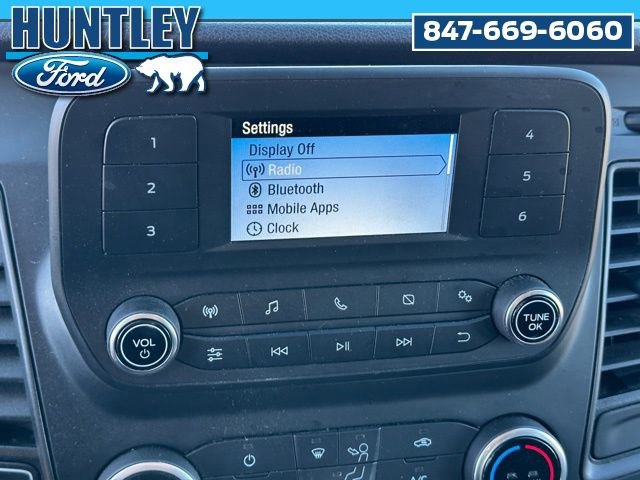 HUNTLEY
Ford
847-669-6060
Settings
Display Off
Radio
Bluetooth
Mobile Apps
Clock
1
2
3
4
5
6
VOL
TUNE
OK
A/C